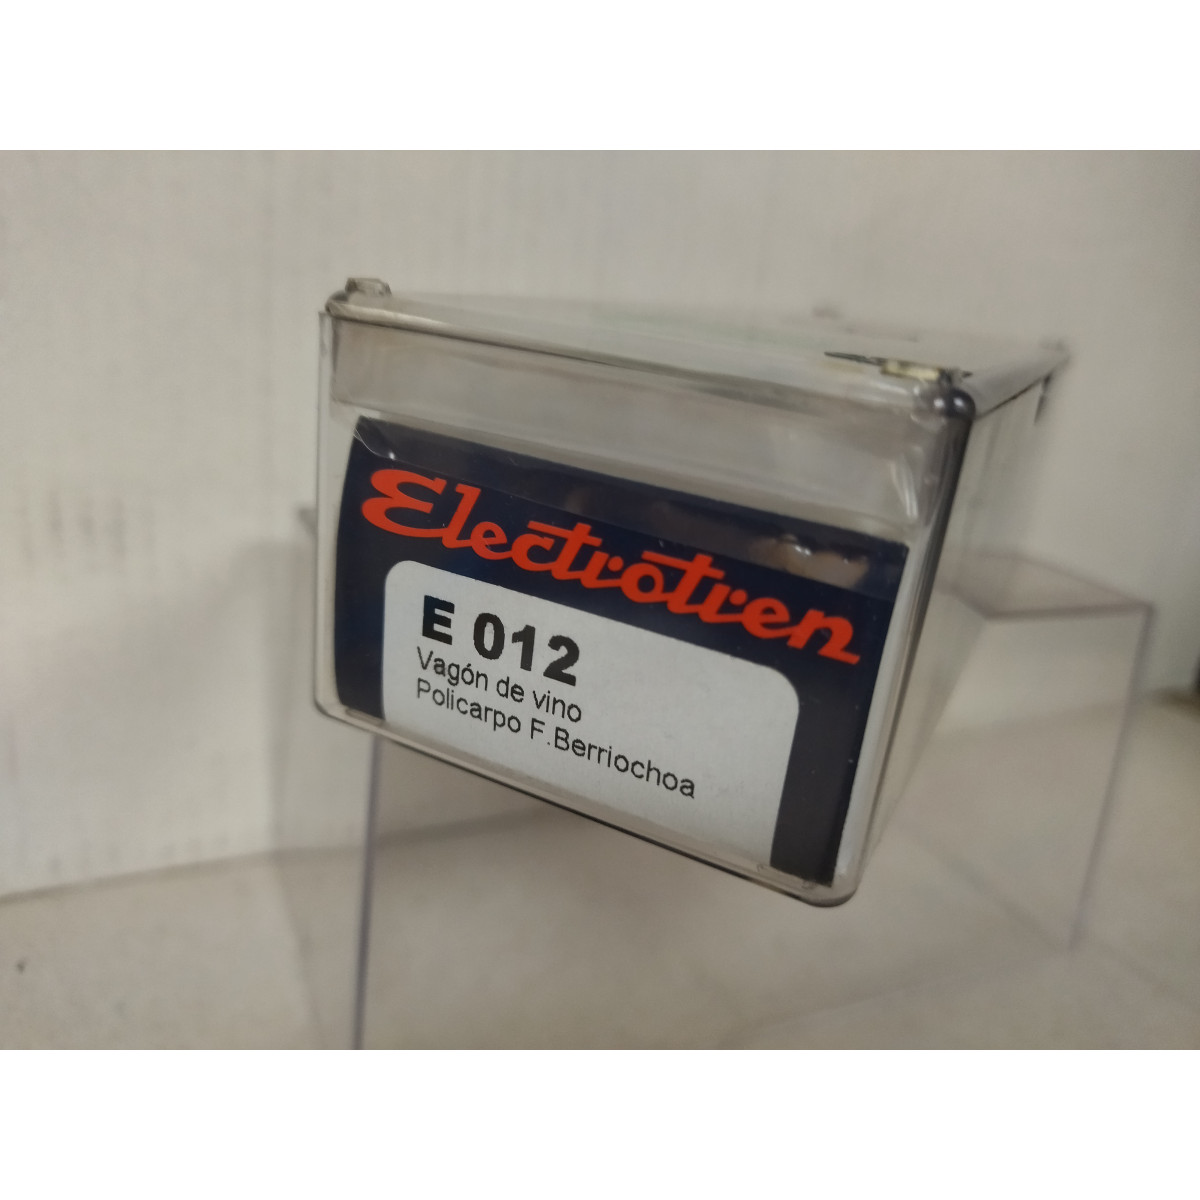 Electrotren
E 012
Vagón de vino
Policarpo F.Berriochoa